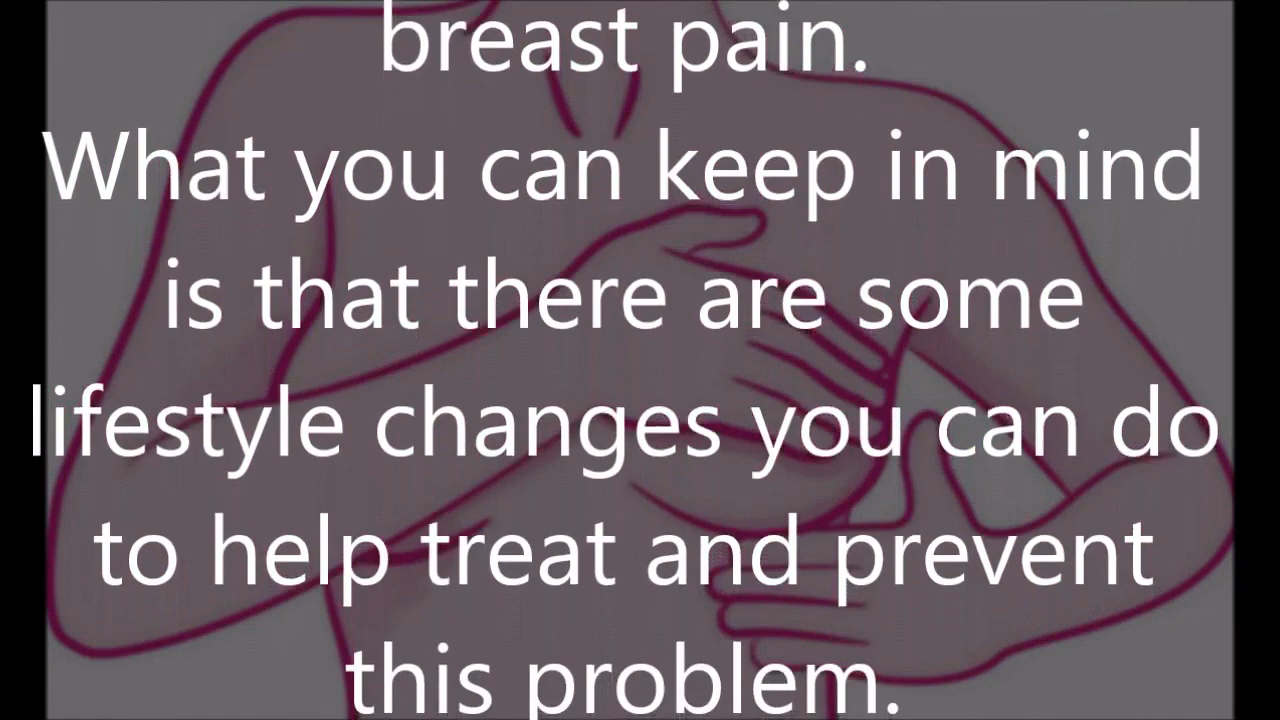 breast pain.
What you can keep in mind
is that there are some
lifestyle changes you can do
to help treat and prevent
this problem.